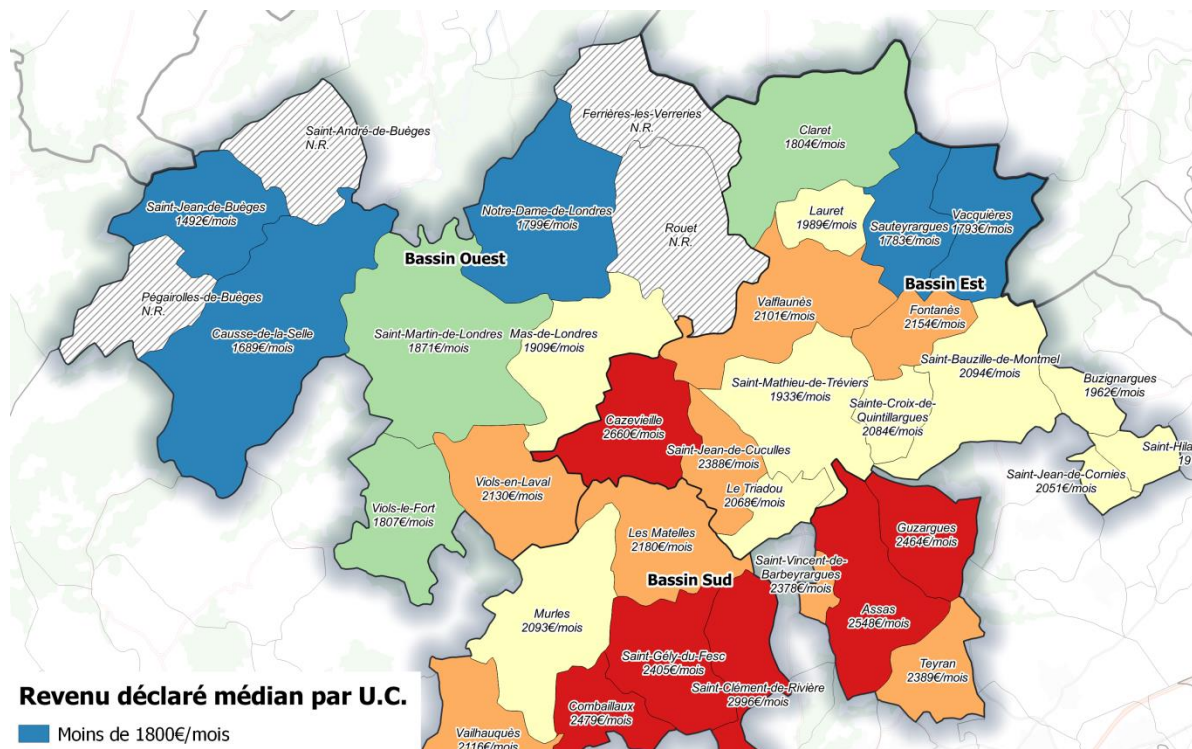 Saint-André-de-Buèges
N.R.
Ferrières-les-Verreries
N.R.
Claret
1804€/mois
Saint-Jean-de-Buèges
1492€/mois
Notre-Dame-de-Londres
1799€/mois
Rouet
N.R.
Lauret
1989€/mois
Sauteyrargues
1783€/mois
Vacquières
1793€/mois
Bassin Ouest
Bassin Est
Pégairolles-de-Buèges
N.R.
Causse-de-la-Selle
1689€/mois
Saint-Martin-de-Londres
1871€/mois
Mas-de-Londres
1909€/mois
Valflaunès
2101€/mois
Fontanès
2154€/mois
Saint-Bauzille-de-Montmel
2094€/mois
Buzignargues
1962€/mois
Saint-Mathieu-de-Tréviers
1933€/mois
Sainte-Croix-de-
Quintillargues
2084€/mois
Cazevieille
2660€/mois
Saint-Jean-de-Cuculles
2388€/mois
Saint-Hila
19
Saint-Jean-de-Cornies
2051€/mois
Viols-en-Laval
2130€/mois
Le Triadou
2068€/mois
Viols-le-Fort
1807€/mois
Les Matelles
2180€/mois
Guzargues
2464€/mois
Saint-Vincent-de-
Barbeyrargues
2378€/mois
Bassin Sud
Murles
2093€/mois
Assas
2548€/mois
Saint-Gély-du-Fesc
2405€/mois
Teyran
2389€/mois
Saint-Clément-de-Rivière
2996€/mois
Combaillaux
2479€/mois
Vailhauquès
2116€/mois
Revenu déclaré médian par U.C.
Moins de 1800€/mois